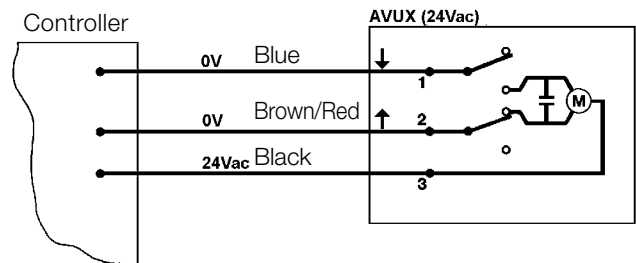 Controller
AVUX (24Vac)
0V Blue
1
0V Brown/Red
2
M
24Vac Black
3